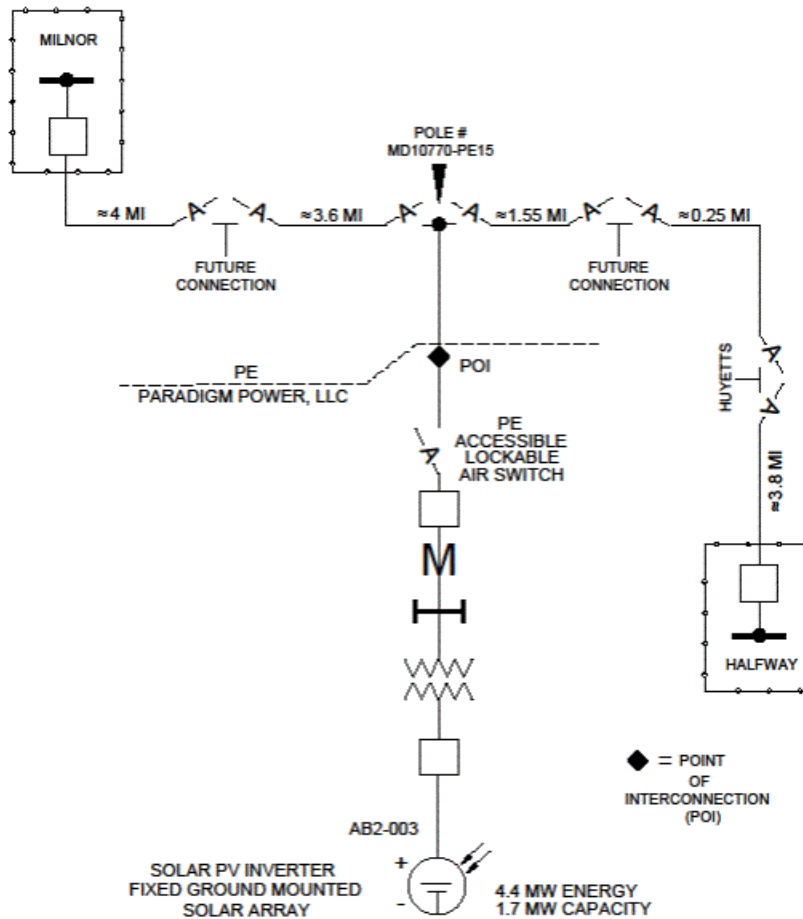 MILNOR
POLE #
MD10770-PE15
≈4 MI
A
A
≈3.6 MI
A
A
≈1.55 MI
A
A
≈0.25 MI
FUTURE
CONNECTION
FUTURE
CONNECTION
PE
PARADIGM POWER, LLC
POI
A
HUYETTS
A
PE
ACCESSIBLE
LOCKABLE
AIR SWITCH
A
≈3.8 MI
M
HALFWAY
= POINT
OF
INTERCONNECTION
(POI)
AB2-003
SOLAR PV INVERTER
FIXED GROUND MOUNTED
SOLAR ARRAY
+
-
4.4 MW ENERGY
1.7 MW CAPACITY